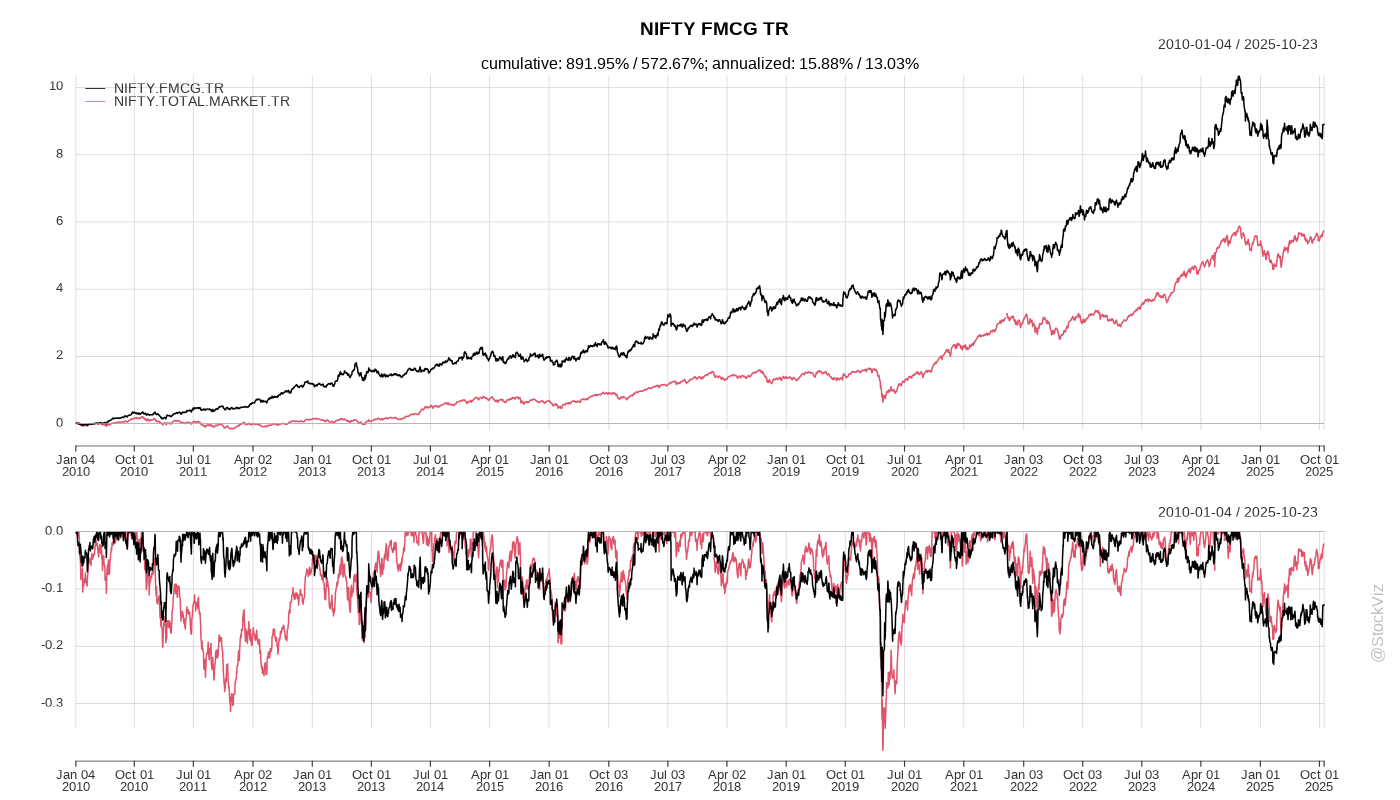 NIFTY FMCG TR
2010-01-04 / 2025-10-23
cumulative: 891.95% / 572.67%; annualized: 15.88% / 13.03%
NIFTY.FMCG.TR
NIFTY.TOTAL.MARKET.TR
10
8
6
4
2
0
Jan 04 Oct 01 Jul 01 Apr 02 Jan 01 Oct 01 Jul 01 Apr 01 Jan 01 Oct 03 Jul 03 Apr 02 Jan 01 Oct 01 Jul 01 Apr 01 Jan 03 Oct 03 Jul 03 Apr 01 Jan 01 Oct 01
2010 2010 2011 2012 2013 2013 2014 2015 2016 2016 2017 2018 2019 2019 2020 2021 2022 2022 2023 2024 2025 2025
2010-01-04 / 2025-10-23
0.0
-0.1
-0.2
-0.3
Jan 04 Oct 01 Jul 01 Apr 02 Jan 01 Oct 01 Jul 01 Apr 01 Jan 01 Oct 03 Jul 03 Apr 02 Jan 01 Oct 01 Jul 01 Apr 01 Jan 03 Oct 03 Jul 03 Apr 01 Jan 01 Oct 01
2010 2010 2011 2012 2013 2013 2014 2015 2016 2016 2017 2018 2019 2019 2020 2021 2022 2022 2023 2024 2025 2025
@StockViz